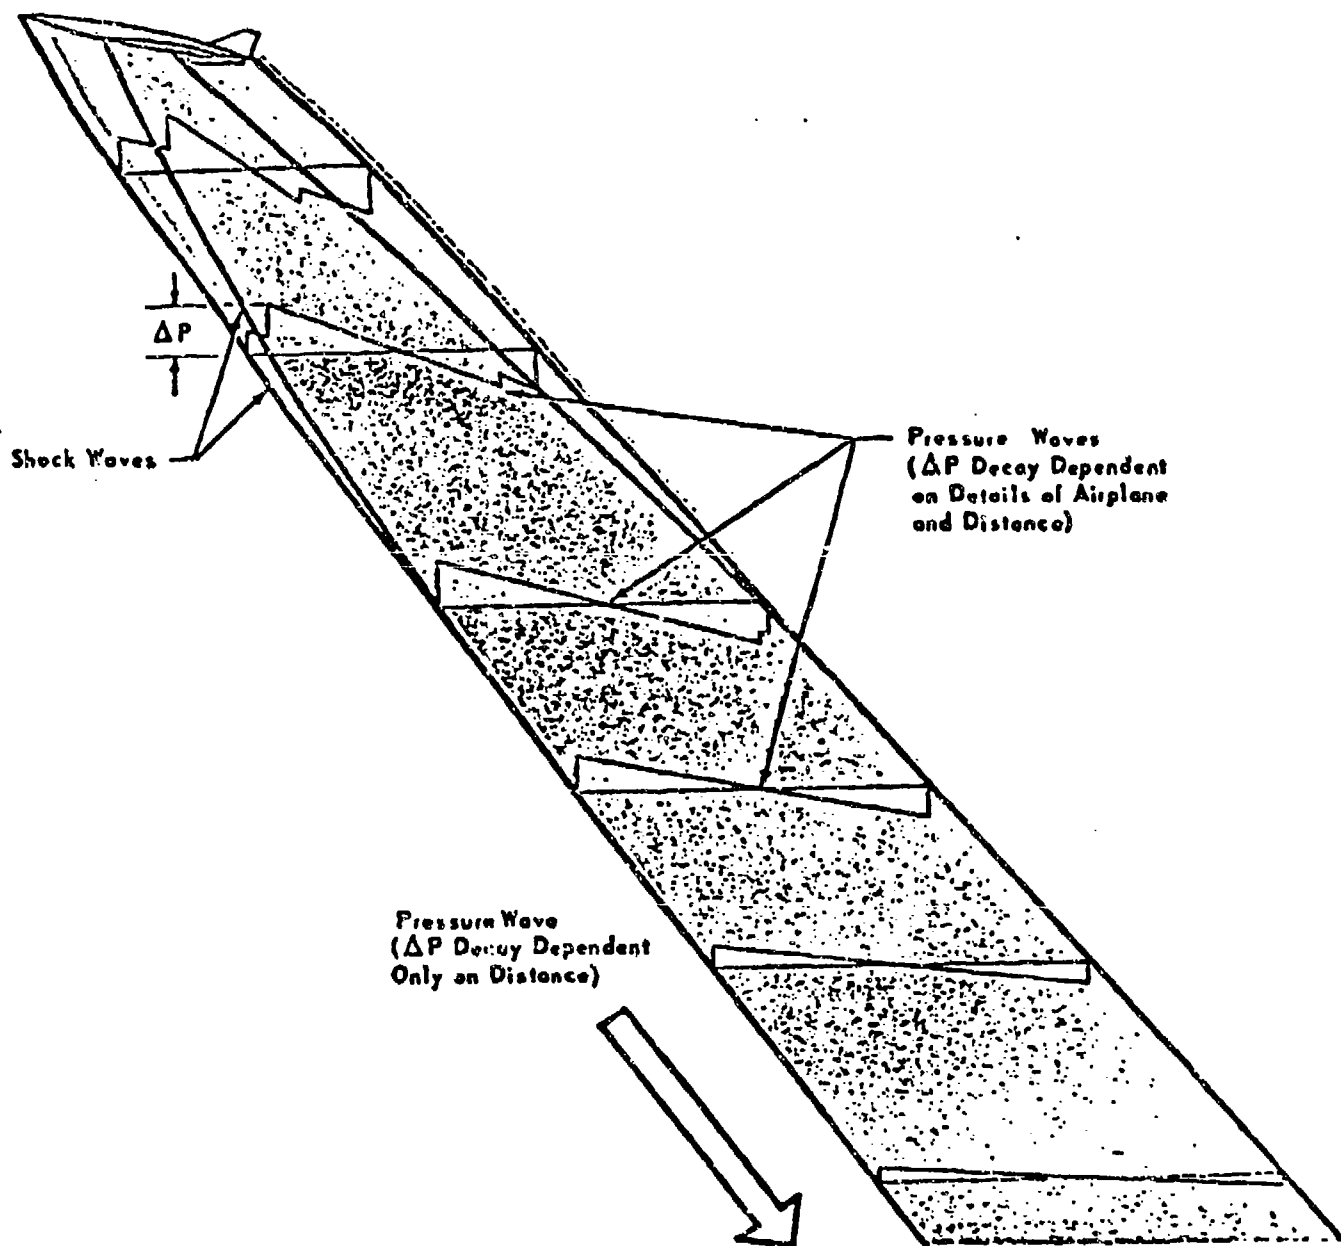 ΔP
Shock Waves
Pressure Waves
(ΔP Decay Dependent
on Details of Airplane
and Distance)
Pressure Wave
(ΔP Decay Dependent
Only on Distance)